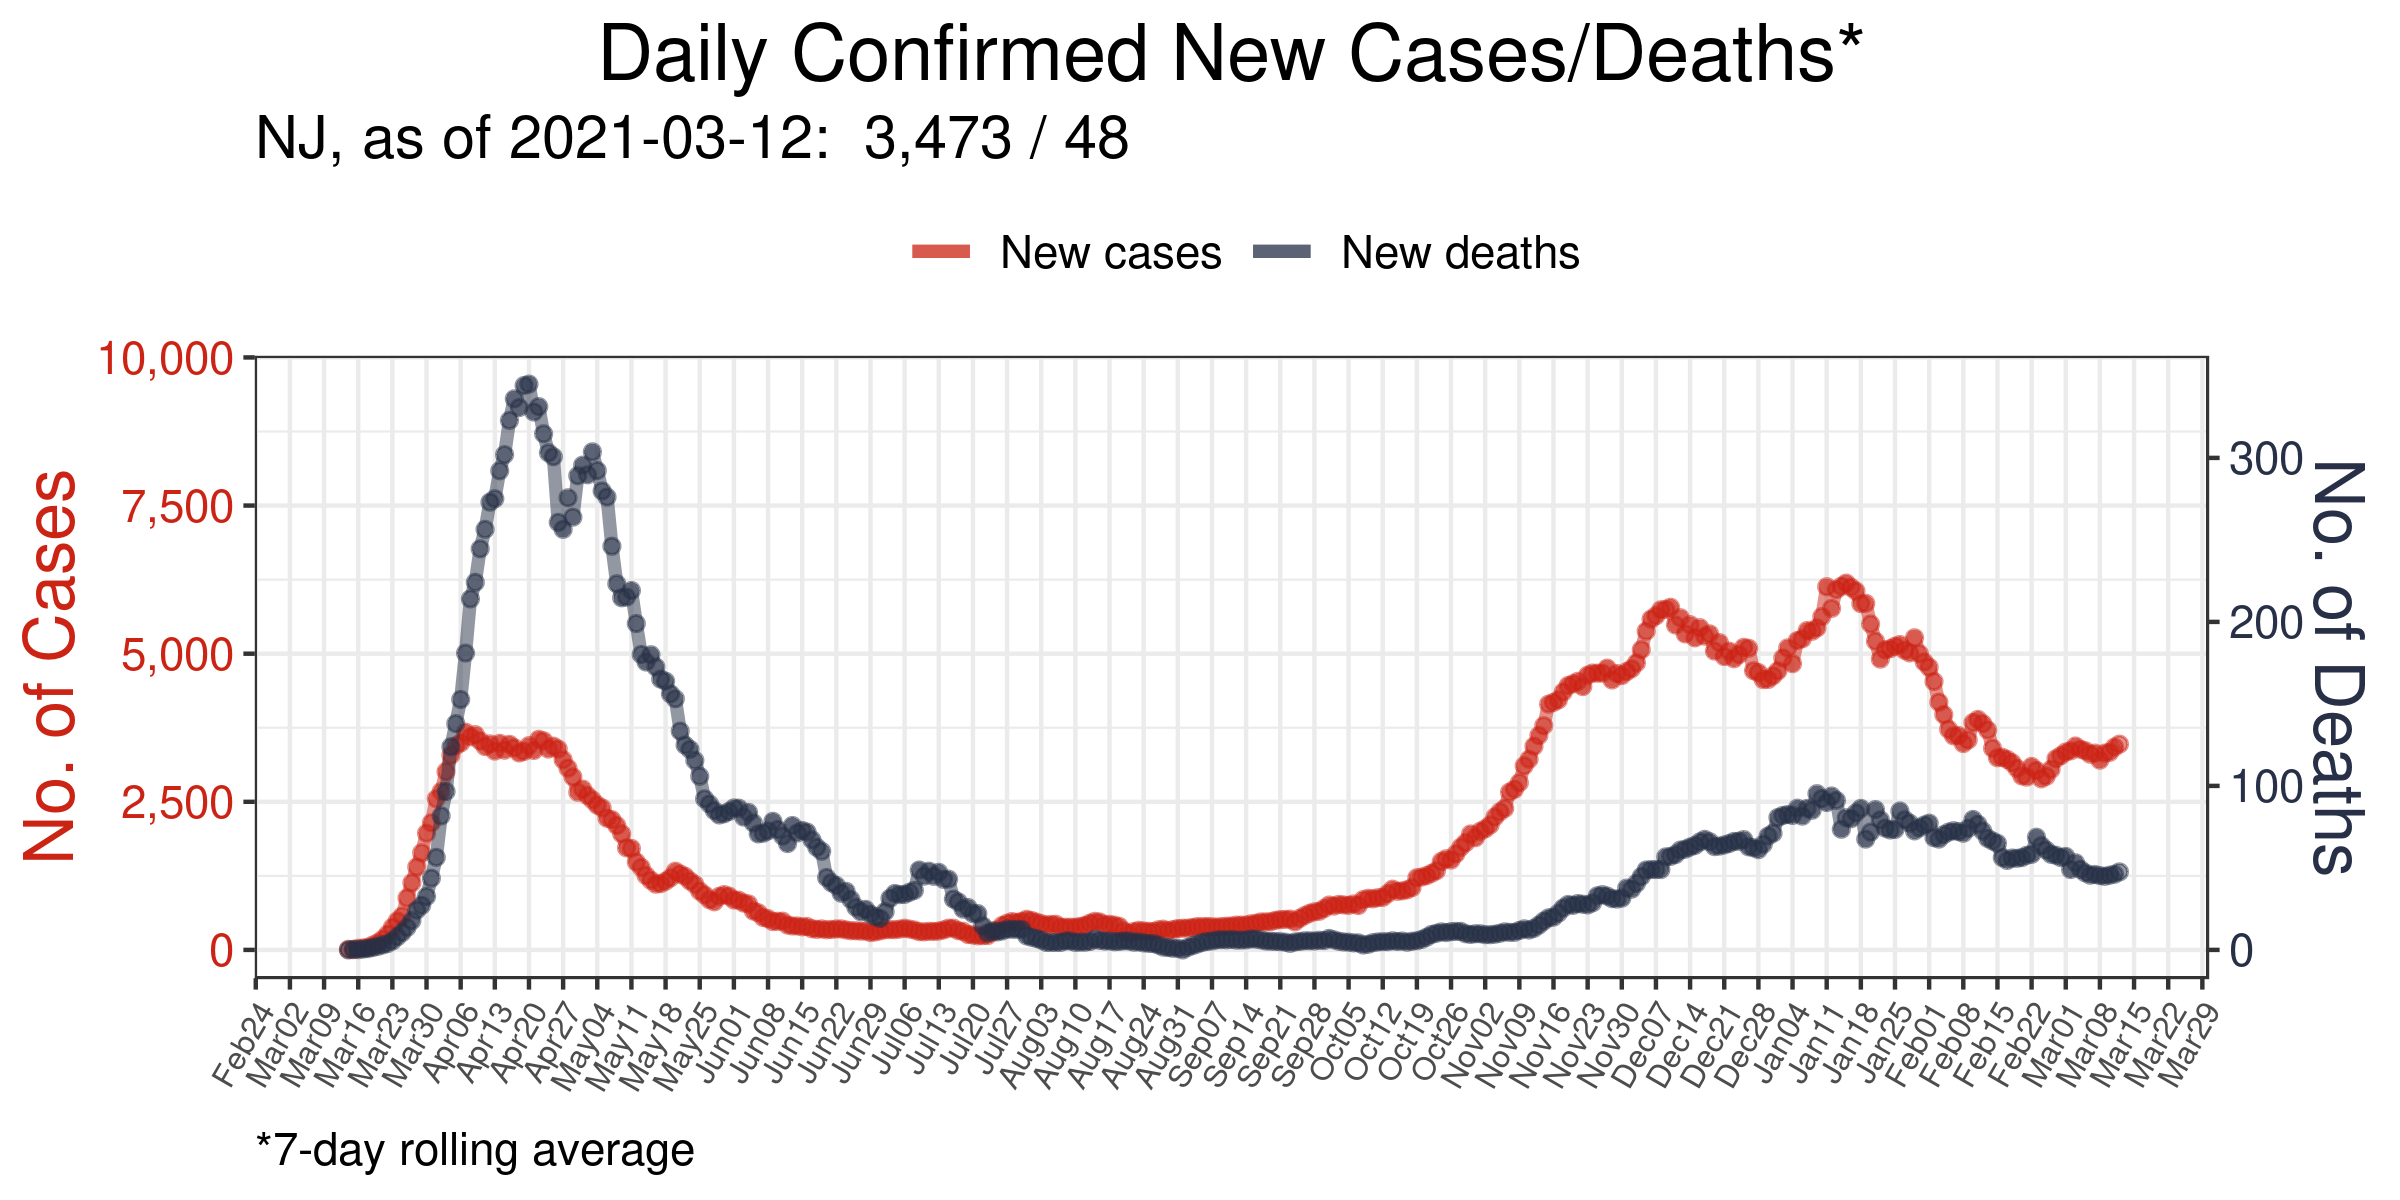 Daily Confirmed New Cases/Deaths*
NJ, as of 2021-03-12:  3,473 / 48
New cases
New deaths
No. of Cases
10,000
7,500
5,000
2,500
0
No. of Deaths
300
200
100
0
Feb24
Mar02
Mar09
Mar16
Mar23
Mar30
Apr06
Apr13
Apr20
Apr27
May04
May11
May18
May25
Jun01
Jun08
Jun15
Jun22
Jun29
Jul06
Jul13
Jul20
Jul27
Aug03
Aug10
Aug17
Aug24
Aug31
Sep07
Sep14
Sep21
Sep28
Oct05
Oct12
Oct19
Oct26
Nov02
Nov09
Nov16
Nov23
Nov30
Dec07
Dec14
Dec21
Dec28
Jan04
Jan11
Jan18
Jan25
Feb01
Feb08
Feb15
Feb22
Mar01
Mar08
Mar15
Mar22
Mar29
*7-day rolling average